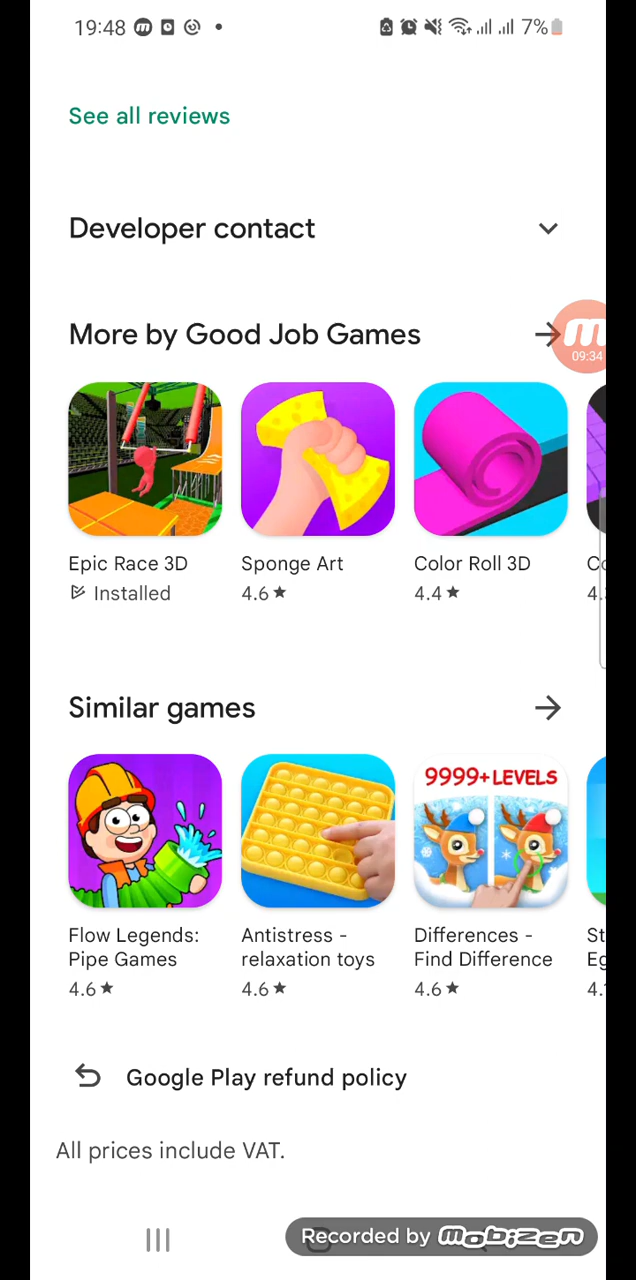 19:48
7%
See all reviews
Developer contact
More by Good Job Games
m
09:34
Epic Race 3D
Sponge Art
Color Roll 3D
Installed
4.6★
4.4★
Similar games
9999+ LEVELS
Flow Legends:
Pipe Games
4.6★
Antistress -
relaxation toys
4.6★
Differences -
Find Difference
4.6★
Google Play refund policy
All prices include VAT.
Recorded by mobizen